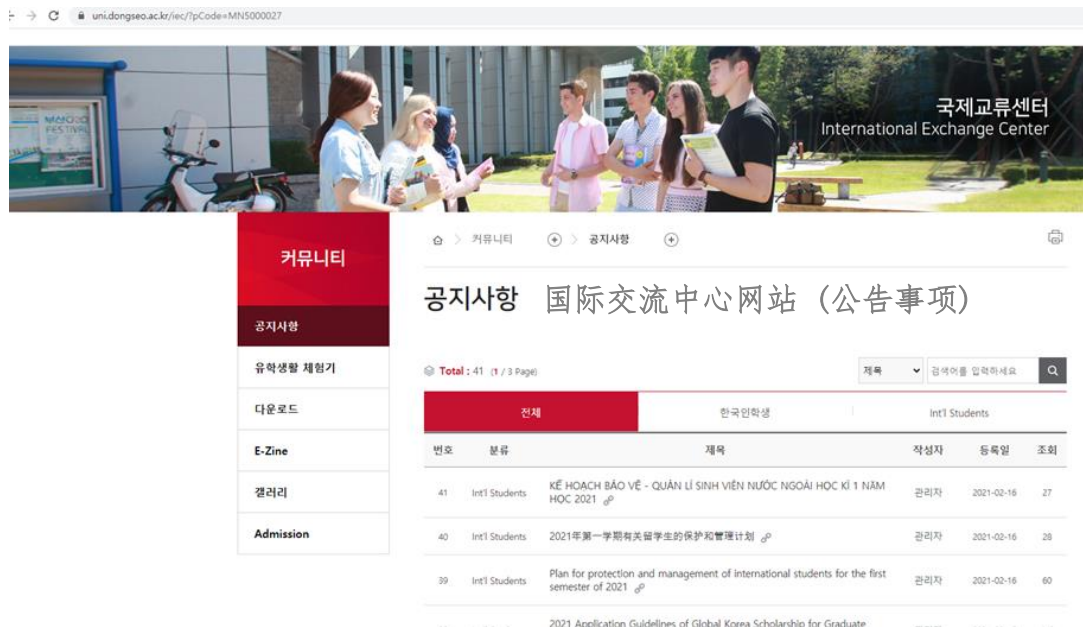 uni.dongseo.ac.kr/iec/?pCode=MN5000027
FESTIVAL
국제교류센터
International Exchange Center
커뮤니티
공지사항
유학생활 체험기
다운로드
E-Zine
갤러리
Admission
커뮤니티 > 공지사항
공지사항 国际交流中心网站 (公告事项)
Total : 41 (1 / 3 Page)
제목 검색어를 입력하세요
전체 한국인학생 Int'l Students
번호 분류 제목 작성자 등록일 조회
41 Int'l Students KẾ HOẠCH BẢO VỆ - QUẢN LÍ SINH VIÊN NƯỚC NGOÀI HỌC KÌ 1 NĂM
HỌC 2021 관리자 2021-02-16 27
40 Int'l Students 2021年第一学期有关留学生的保护和管理计划 관리자 2021-02-16 28
39 Int'l Students Plan for protection and management of international students for the first
semester of 2021 관리자 2021-02-16 60
2021 Application Guidelines of Global Korea Scholarship for Graduate